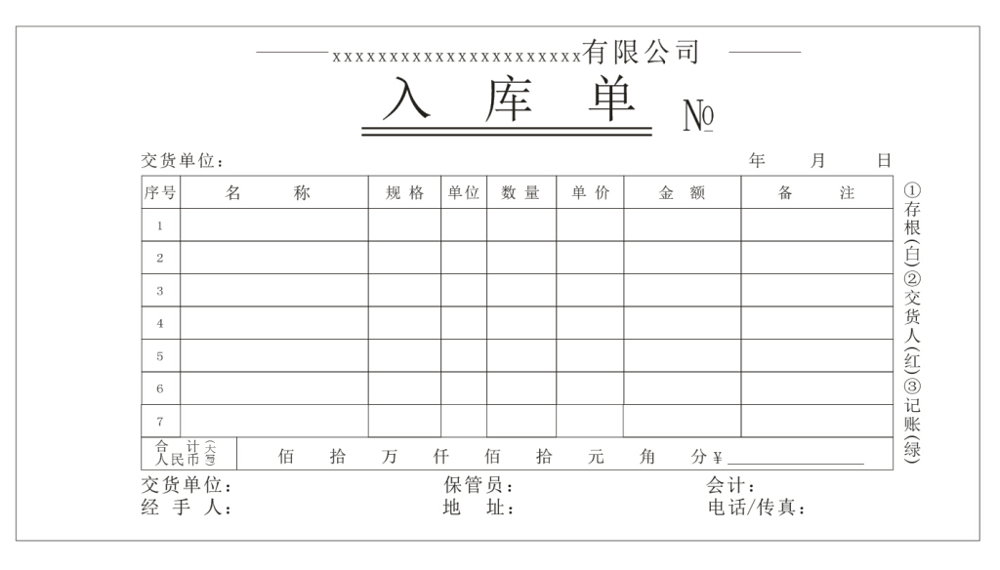 xxxxxxxxxxxxxxxxxxxxxx有限公司
入 库 单 №
交货单位： 年 月 日
序号 名 称 规 格 单位 数 量 单 价 金 额 备 注
1
2
3
4
5
6
7
合 计 人民币 (大写) 佰 拾 万 仟 佰 拾 元 角 分 ¥
交货单位： 保管员： 会计：
经 手 人： 地 址： 电话/传真：
①存根(白)②交货人(红)③记账(绿)